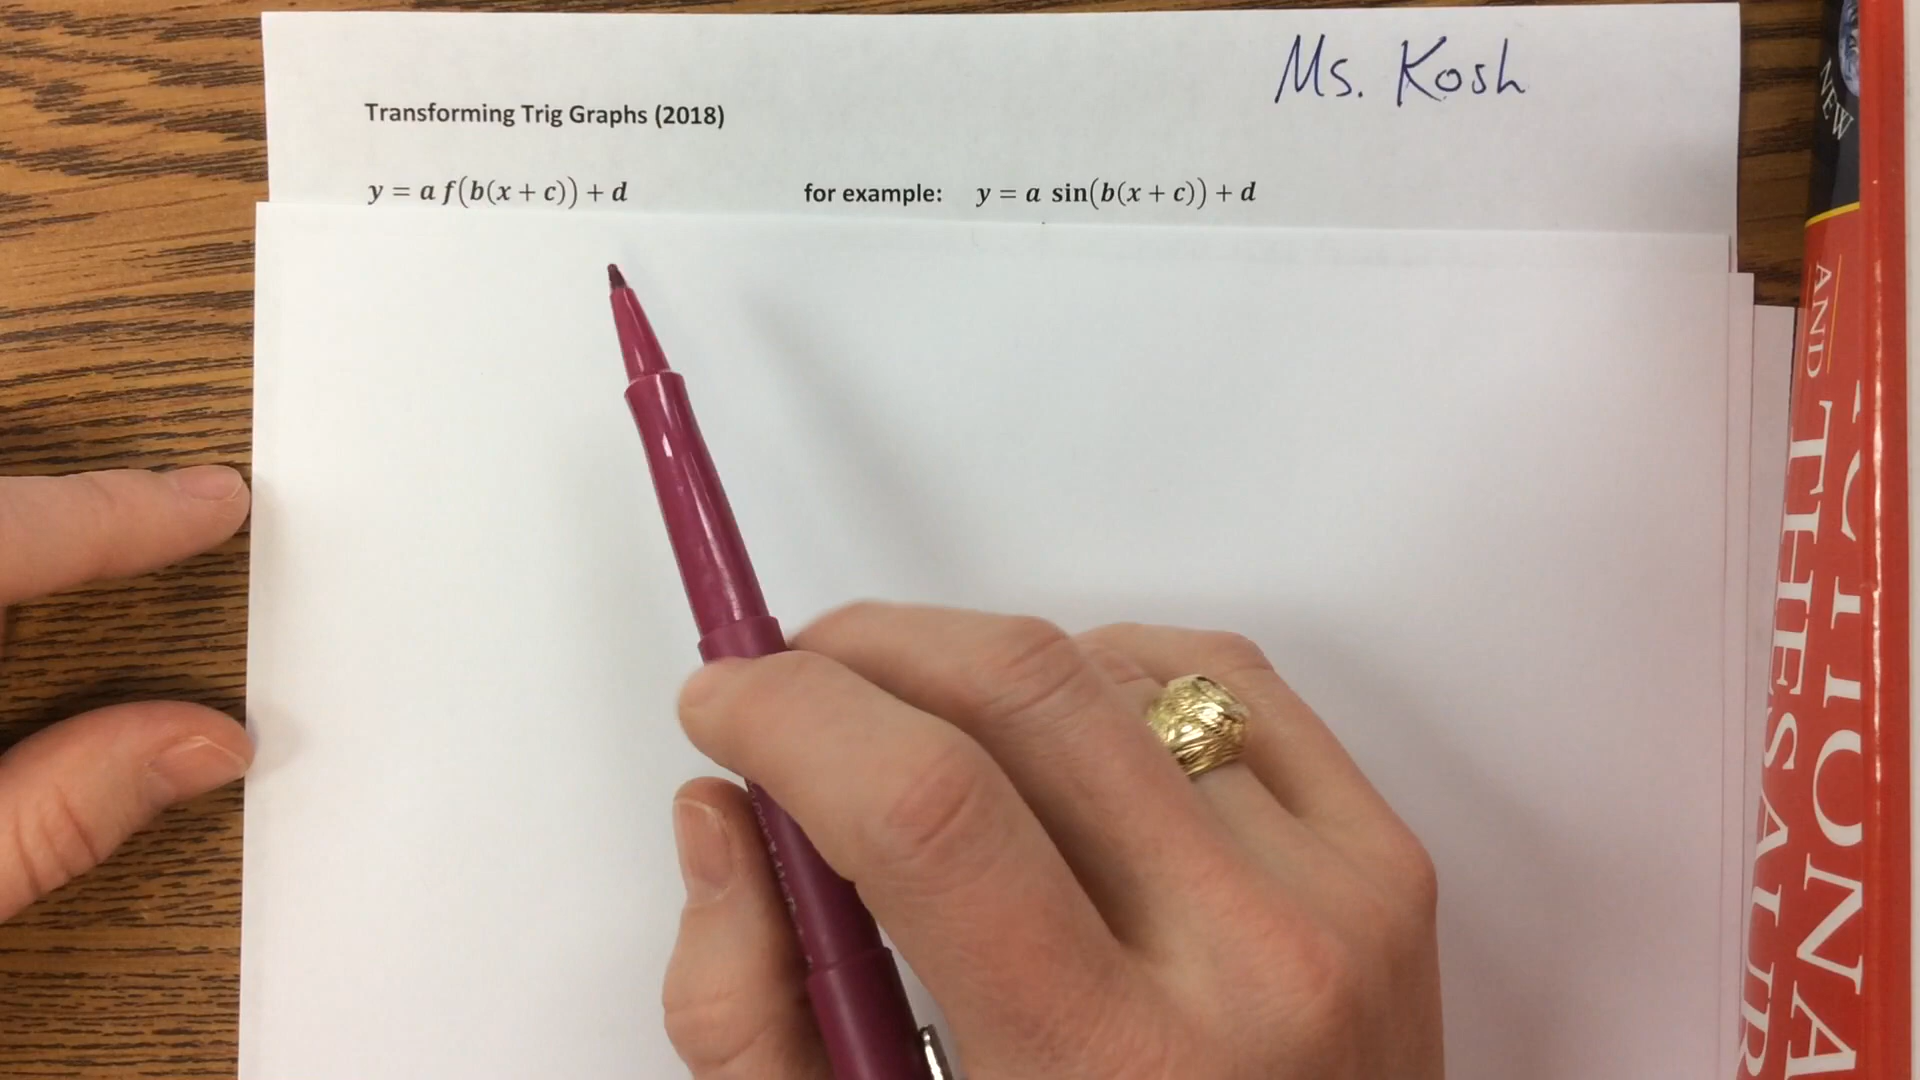 Ms. Kosh
Transforming Trig Graphs (2018)
y = a f(b(x + c)) + d for example: y = a sin(b(x + c)) + d
NEW
AND THESAUR